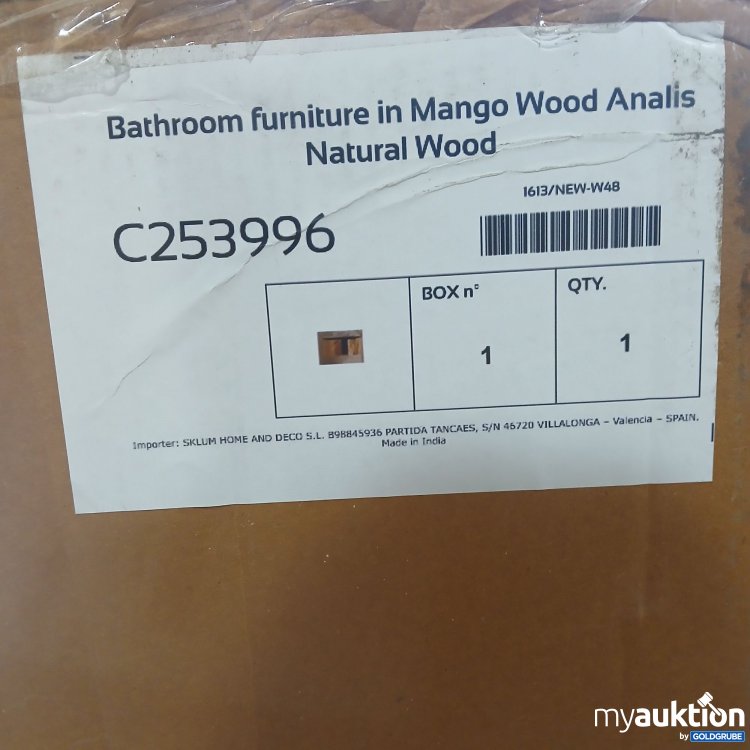 Bathroom furniture in Mango Wood Analis
Natural Wood
1613/NEW-W48
C253996
BOX n°
QTY.
1
1
Importer: SKLUM HOME AND DECO S.L. B98845936 PARTIDA TANCAES, S/N 46720 VILLALONGA – Valencia – SPAIN.
Made in India
myauktion
by GOLDGRUBE